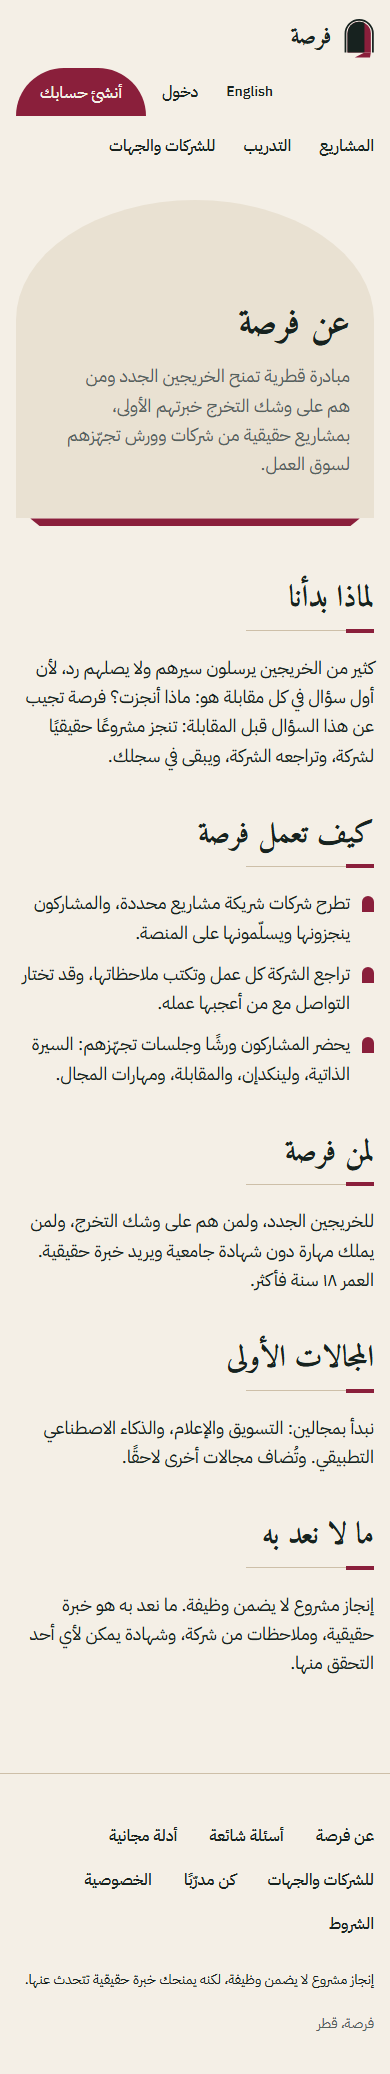 فرصة
English دخول أنشئ حسابك
المشاريع التدريب للشركات والجهات
عن فرصة
مبادرة قطرية تمنح الخريجين الجدد ومن
هم على وشك التخرج خبرتهم الأولى،
بمشاريع حقيقية من شركات وورش تجهّزهم
لسوق العمل.
لماذا بدأنا
كثير من الخريجين يرسلون سيرهم ولا يصلهم رد، لأن
أول سؤال في كل مقابلة هو: ماذا أنجزت؟ فرصة تجيب
عن هذا السؤال قبل المقابلة: تنجز مشروعًا حقيقيًا
لشركة، وتراجعه الشركة، ويبقى في سجلك.
كيف تعمل فرصة
تطرح شركات شريكة مشاريع محددة، والمشاركون
ينجزونها ويسلّمونها على المنصة.
تراجع الشركة كل عمل وتكتب ملاحظاتها، وقد تختار
التواصل مع من أعجبها عمله.
يحضر المشاركون ورشًا وجلسات تجهّزهم: السيرة
الذاتية، ولينكدإن، والمقابلة، ومهارات المجال.
لمن فرصة
للخريجين الجدد، ولمن هم على وشك التخرج، ولمن
يملك مهارة دون شهادة جامعية ويريد خبرة حقيقية.
العمر ١٨ سنة فأكثر.
المجالات الأولى
نبدأ بمجالين: التسويق والإعلام، والذكاء الاصطناعي
التطبيقي. وتُضاف مجالات أخرى لاحقًا.
ما لا نعد به
إنجاز مشروع لا يضمن وظيفة. ما نعد به هو خبرة
حقيقية، وملاحظات من شركة، وشهادة يمكن لأي أحد
التحقق منها.
عن فرصة أسئلة شائعة أدلة مجانية
للشركات والجهات كن مدرّبًا الخصوصية
الشروط
إنجاز مشروع لا يضمن وظيفة، لكنه يمنحك خبرة حقيقية تتحدث عنها.
فرصة، قطر